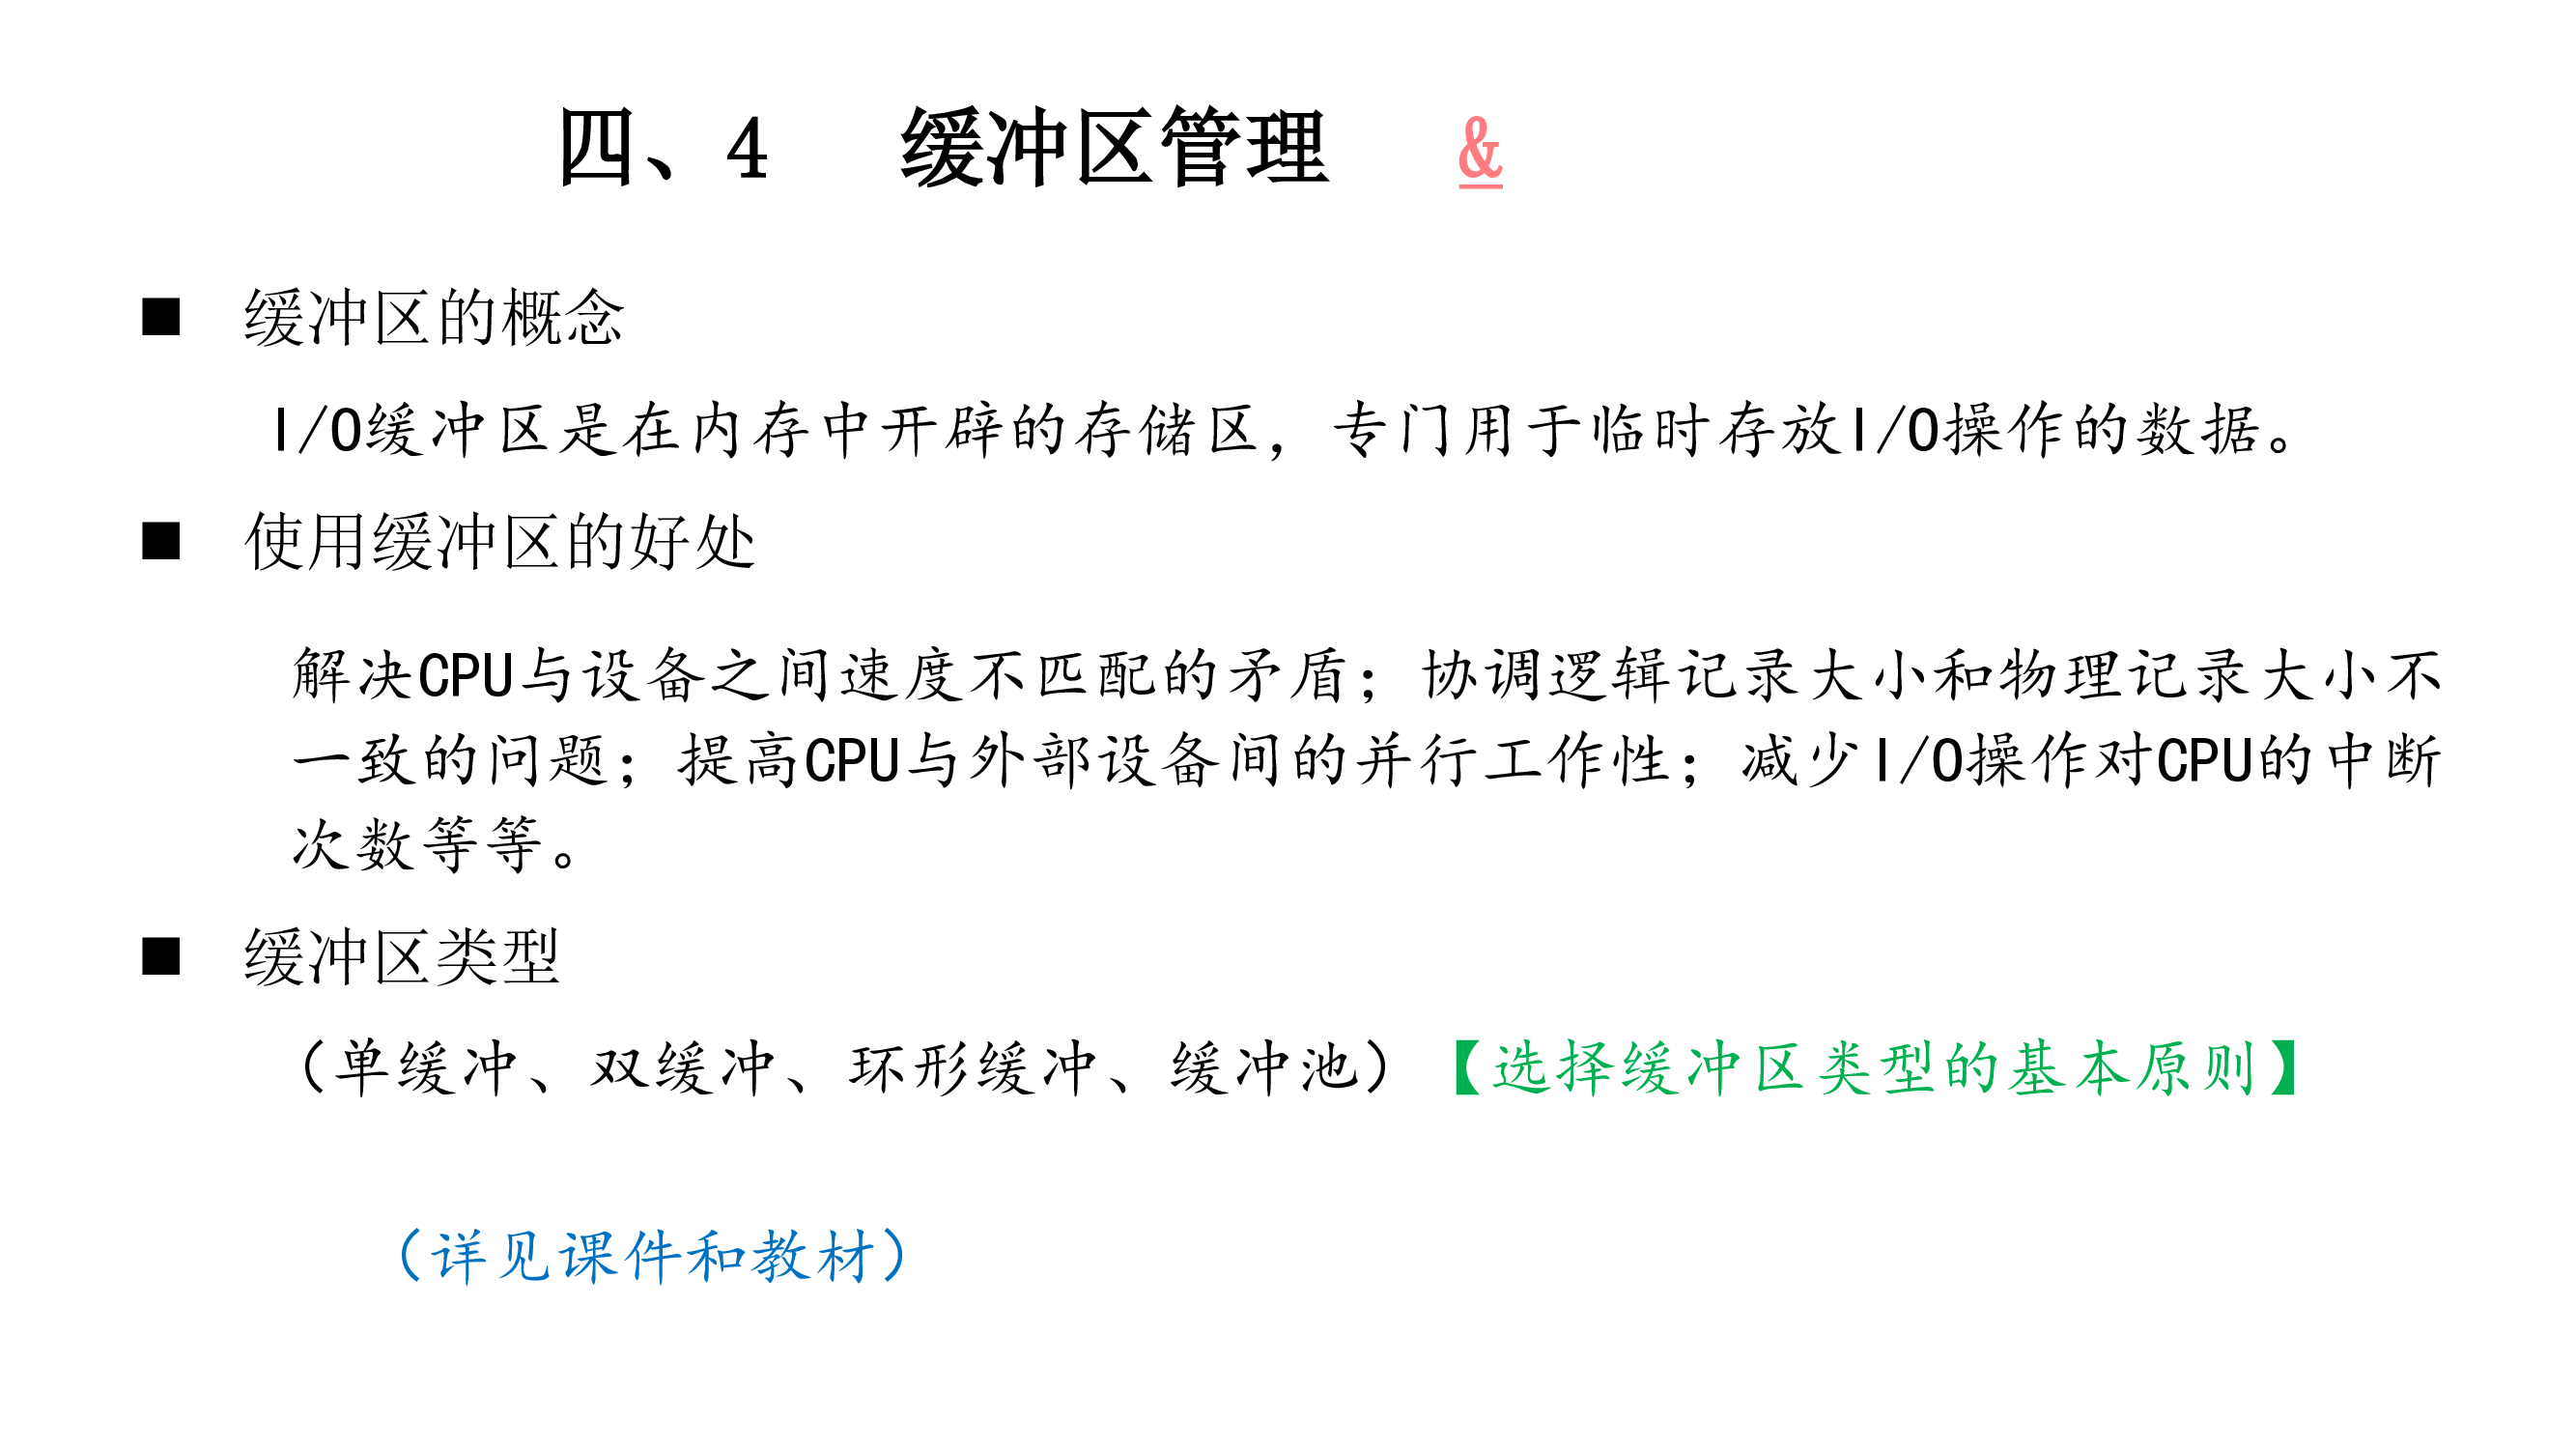 四、4 缓冲区管理 &
■ 缓冲区的概念
I/O缓冲区是在内存中开辟的存储区，专门用于临时存放I/O操作的数据。
■ 使用缓冲区的好处
解决CPU与设备之间速度不匹配的矛盾；协调逻辑记录大小和物理记录大小不
一致的问题；提高CPU与外部设备间的并行工作性；减少I/O操作对CPU的中断
次数等等。
■ 缓冲区类型
（单缓冲、双缓冲、环形缓冲、缓冲池）【选择缓冲区类型的基本原则】
（详见课件和教材）